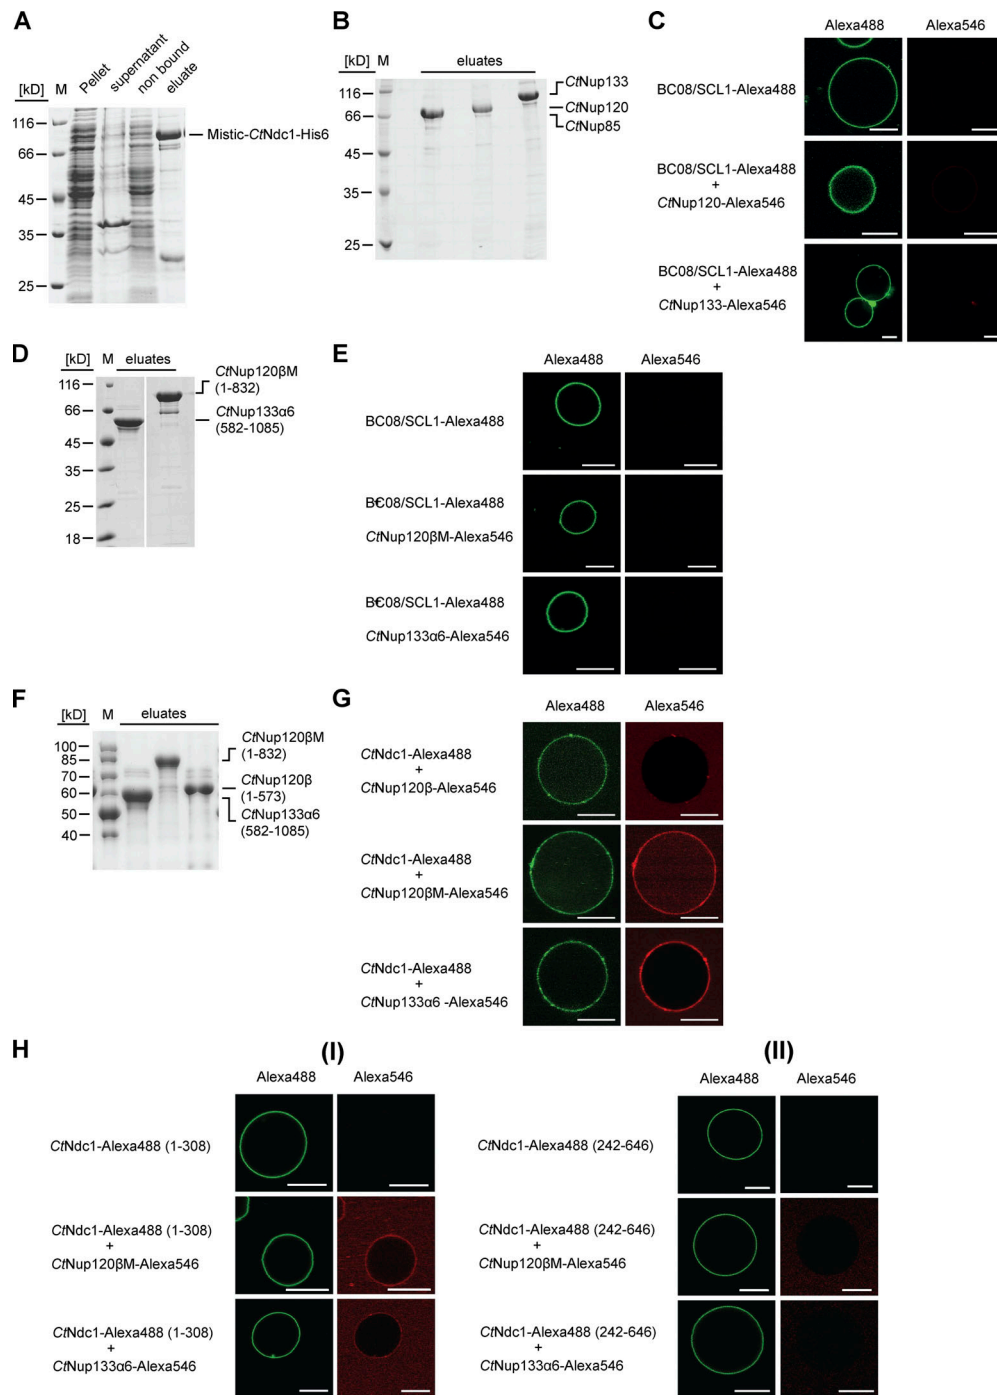 A
[kD] M Pellet supernatant non bound eluate
116
66
45
35
25
Mistic-CtNdc1-His6
B
[kD] M eluates
116
66
45
35
25
CtNup133
CtNup120
CtNup85
C
Alexa488 Alexa546
BC08/SCL1-Alexa488
BC08/SCL1-Alexa488
+
CtNup120-Alexa546
BC08/SCL1-Alexa488
+
CtNup133-Alexa546
D
[kD] M eluates
116
66
45
35
25
18
CtNup120βM
(1-832)
CtNup133α6
(582-1085)
E
Alexa488 Alexa546
BC08/SCL1-Alexa488
BC08/SCL1-Alexa488
+
CtNup120βM-Alexa546
BC08/SCL1-Alexa488
+
CtNup133α6-Alexa546
F
[kD] M eluates
100
85
70
60
50
40
CtNup120βM
(1-832)
CtNup120β
(1-573)
CtNup133α6
(582-1085)
G
Alexa488 Alexa546
CtNdc1-Alexa488
+
CtNup120β-Alexa546
CtNdc1-Alexa488
+
CtNup120βM-Alexa546
CtNdc1-Alexa488
+
CtNup133α6 -Alexa546
H
(I)
Alexa488 Alexa546
CtNdc1-Alexa488 (1-308)
CtNdc1-Alexa488 (1-308)
+
CtNup120βM-Alexa546
CtNdc1-Alexa488 (1-308)
+
CtNup133α6-Alexa546
(II)
Alexa488 Alexa546
CtNdc1-Alexa488 (242-646)
CtNdc1-Alexa488 (242-646)
+
CtNup120βM-Alexa546
CtNdc1-Alexa488 (242-646)
+
CtNup133α6-Alexa546